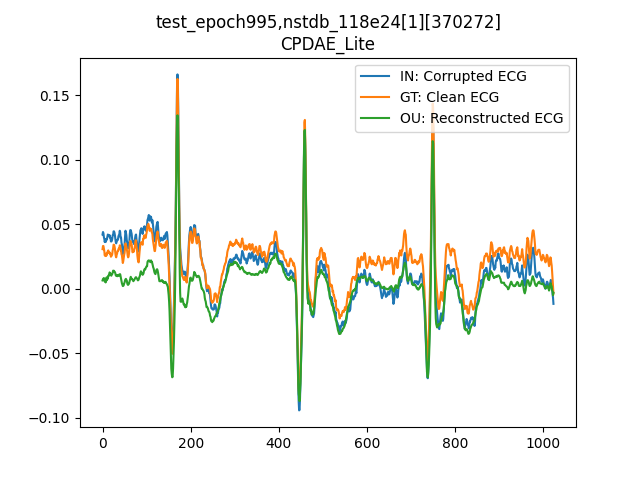 test_epoch995,nstdb_118e24[1][370272]
CPDAE_Lite
IN: Corrupted ECG
GT: Clean ECG
OU: Reconstructed ECG
0.15
0.10
0.05
0.00
−0.05
−0.10
0
200
400
600
800
1000